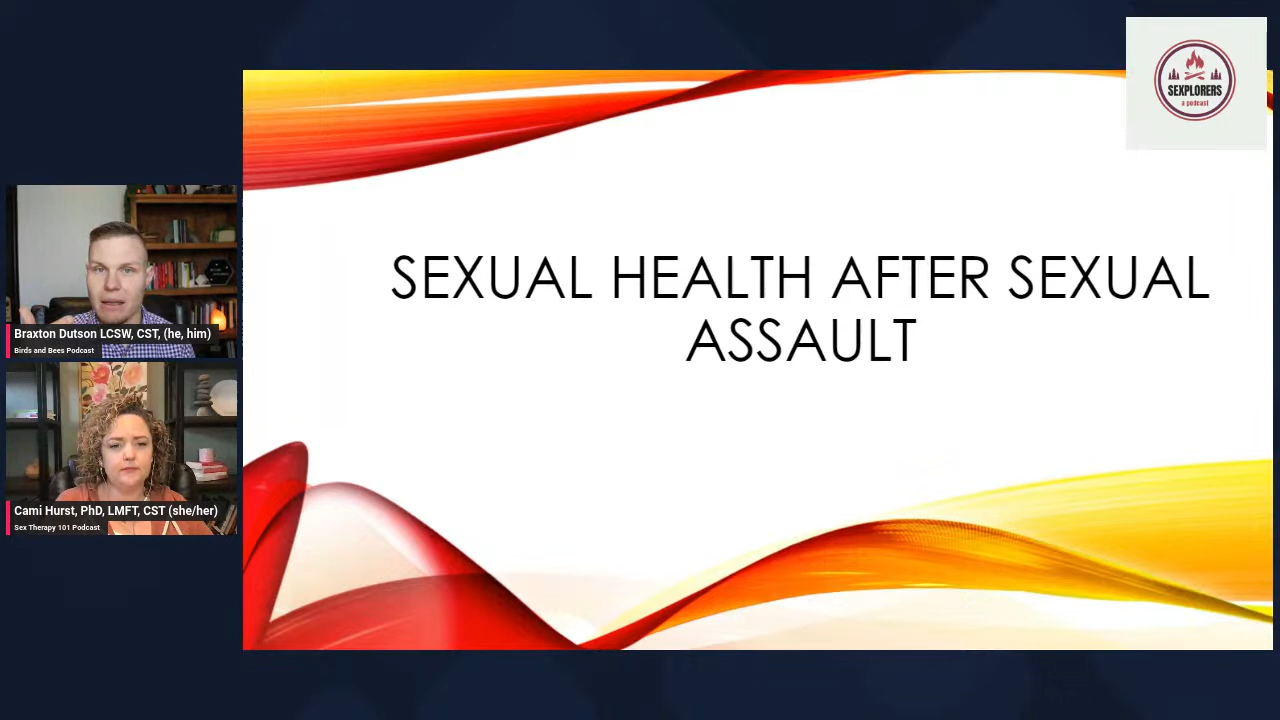 SEXPLORERS
a podcast
SEXUAL HEALTH AFTER SEXUAL
ASSAULT
Braxton Dutson LCSW, CST, (he, him)
Birds and Bees Podcast
Cami Hurst, PhD, LMFT, CST (she/her)
Sex Therapy 101 Podcast